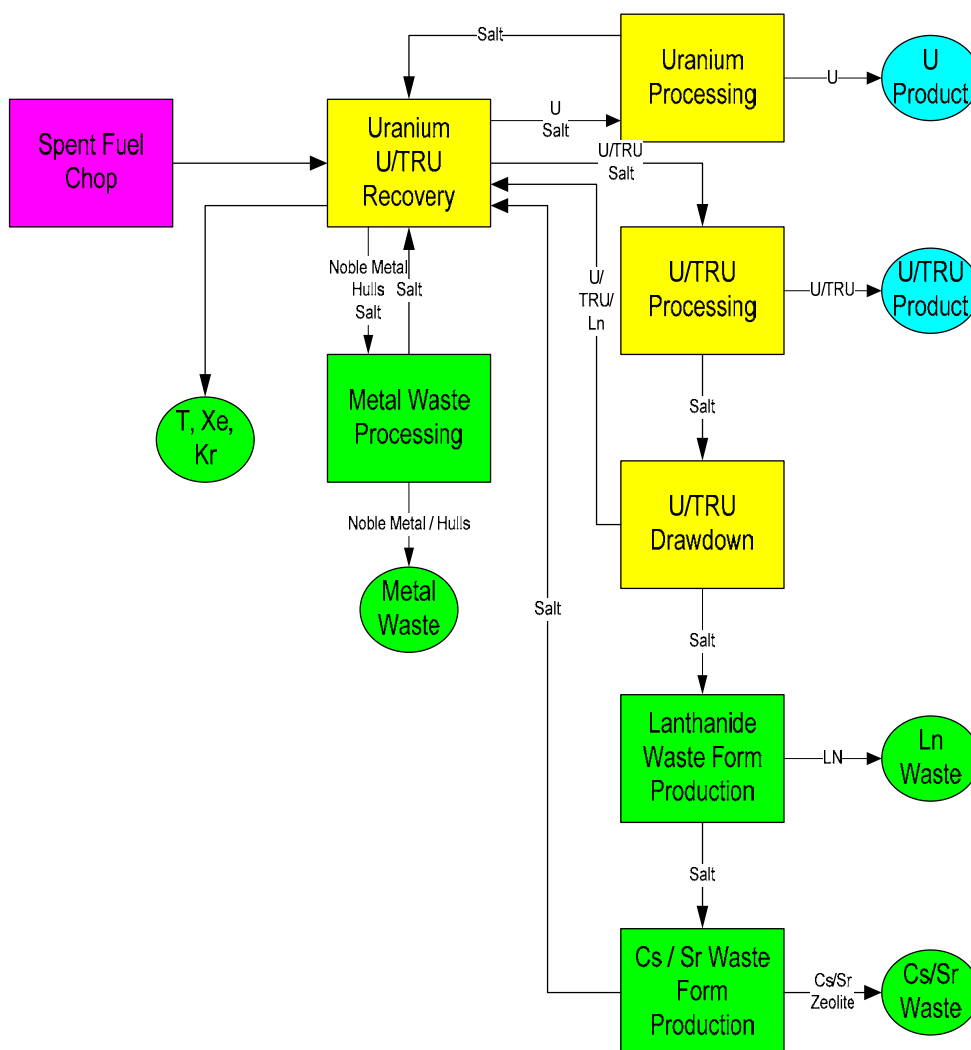 Salt
Uranium
Processing
U
U
Product
Spent Fuel
Chop
Uranium
U/TRU
Recovery
U
Salt
U/TRU
Salt
Noble Metal
Hulls
Salt
Salt
U/
TRU/
Ln
U/TRU
Processing
U/TRU
U/TRU
Product
T, Xe,
Kr
Metal Waste
Processing
Salt
Noble Metal / Hulls
U/TRU
Drawdown
Metal
Waste
Salt
Salt
Lanthanide
Waste Form
Production
LN
Ln
Waste
Salt
Cs / Sr Waste
Form
Production
Cs/Sr
Zeolite
Cs/Sr
Waste